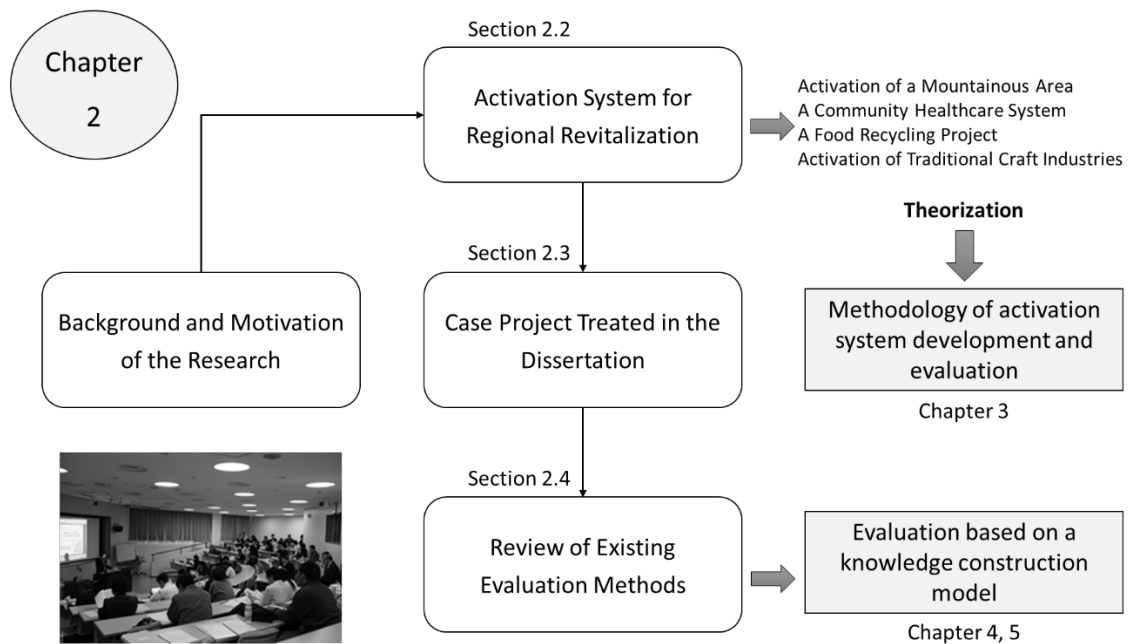 Chapter
2
Section 2.2
Activation System for
Regional Revitalization
Activation of a Mountainous Area
A Community Healthcare System
A Food Recycling Project
Activation of Traditional Craft Industries
Theorization
Section 2.3
Background and Motivation
of the Research
Case Project Treated in the
Dissertation
Methodology of activation
system development and
evaluation
Chapter 3
Section 2.4
Review of Existing
Evaluation Methods
Evaluation based on a
knowledge construction
model
Chapter 4, 5